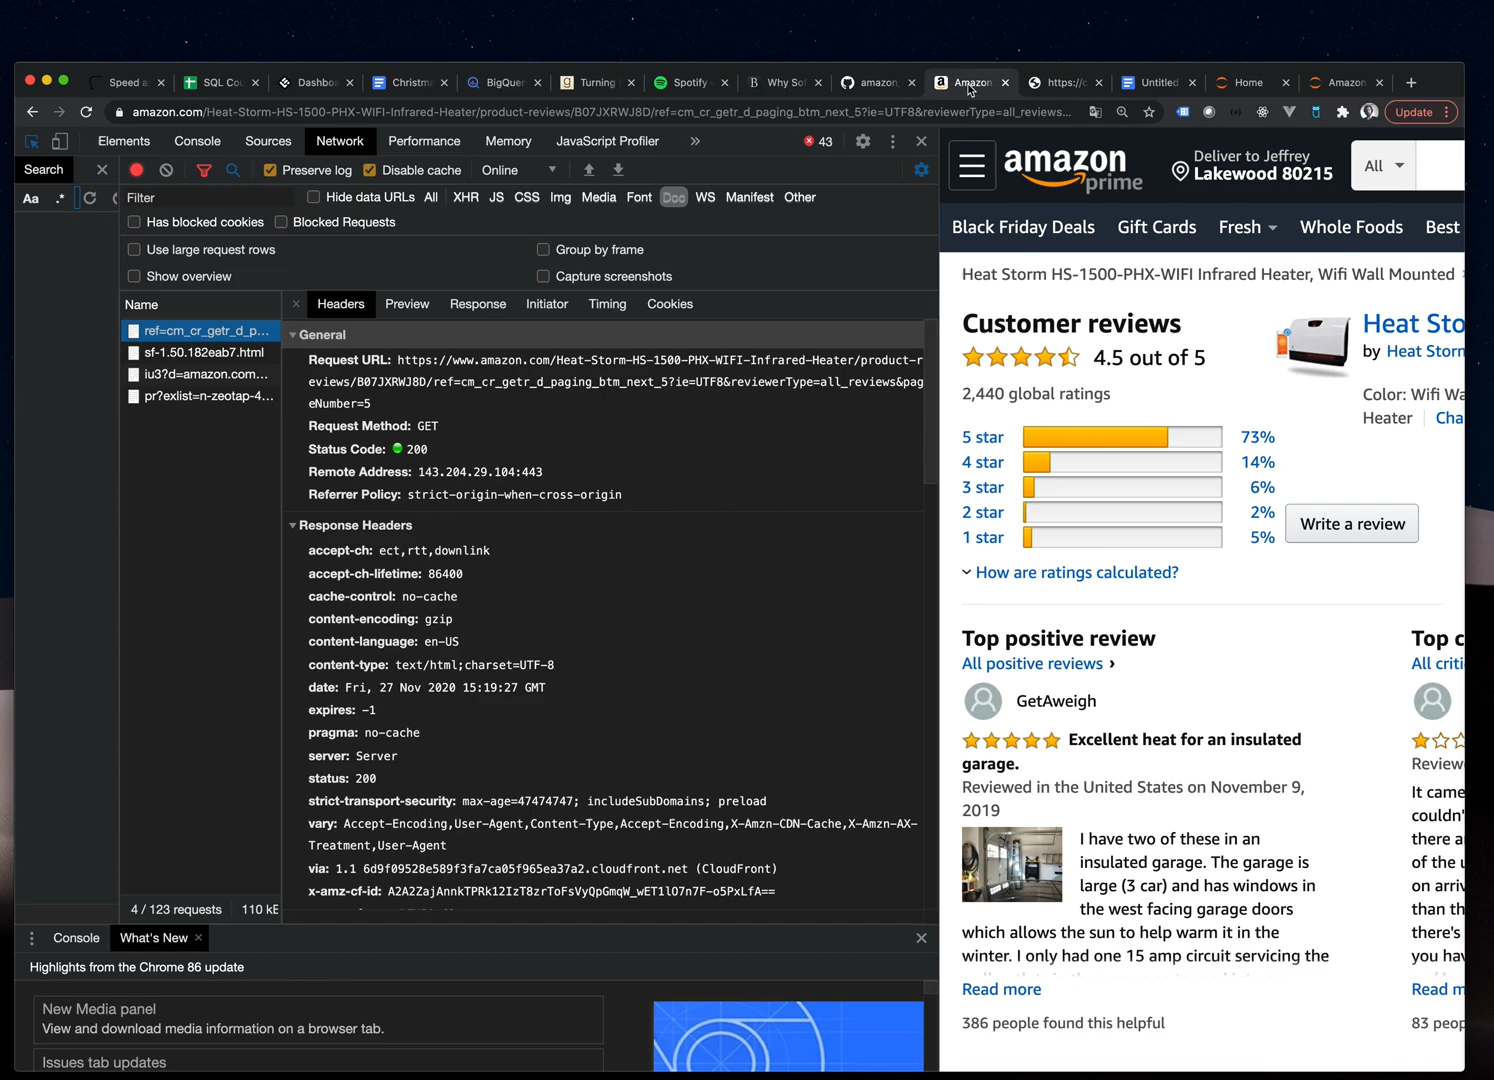 Speed a
SQL Cou
Dashbo
Christm
BigQue
Turning
Spotify
Why Sof
amazon_
Amazon.
https://c
Untitled
Home
Amazon
amazon.com/Heat-Storm-HS-1500-PHX-WIFI-Infrared-Heater/product-reviews/B07JXRWJ8D/ref=cm_cr_getr_d_paging_btm_next_5?ie=UTF8&reviewerType=all_reviews...
Update
Elements Console Sources Network Performance Memory JavaScript Profiler » 43
Search
Preserve log Disable cache Online
Aa .*
Filter Hide data URLs All XHR JS CSS Img Media Font Doc WS Manifest Other
Has blocked cookies Blocked Requests
Use large request rows Group by frame
Show overview Capture screenshots
Name
ref=cm_cr_getr_d_p...
sf-1.50.182eab7.html
iu3?d=amazon.com...
pr?exlist=n-zeotap-4...
Headers Preview Response Initiator Timing Cookies
General
Request URL: https://www.amazon.com/Heat-Storm-HS-1500-PHX-WIFI-Infrared-Heater/product-r
eviews/B07JXRWJ8D/ref=cm_cr_getr_d_paging_btm_next_5?ie=UTF8&reviewerType=all_reviews&pag
eNumber=5
Request Method: GET
Status Code: 200
Remote Address: 143.204.29.104:443
Referrer Policy: strict-origin-when-cross-origin
Response Headers
accept-ch: ect,rtt,downlink
accept-ch-lifetime: 86400
cache-control: no-cache
content-encoding: gzip
content-language: en-US
content-type: text/html;charset=UTF-8
date: Fri, 27 Nov 2020 15:19:27 GMT
expires: -1
pragma: no-cache
server: Server
status: 200
strict-transport-security: max-age=47474747; includeSubDomains; preload
vary: Accept-Encoding,User-Agent,Content-Type,Accept-Encoding,X-Amzn-CDN-Cache,X-Amzn-AX-
Treatment,User-Agent
via: 1.1 6d9f09528e589f3fa7ca05f965ea37a2.cloudfront.net (CloudFront)
x-amz-cf-id: A2A2ZajAnnkTPRk12IzT8zrToFsVyQpGmqW_wET1lO7n7F-o5PxLfA==
4 / 123 requests 110 kE
Console What's New
Highlights from the Chrome 86 update
New Media panel
View and download media information on a browser tab.
Issues tab updates
amazon
prime
Deliver to Jeffrey
Lakewood 80215
All
Black Friday Deals Gift Cards Fresh Whole Foods Best
Heat Storm HS-1500-PHX-WIFI Infrared Heater, Wifi Wall Mounted
Customer reviews
4.5 out of 5
2,440 global ratings
5 star 73%
4 star 14%
3 star 6%
2 star 2%
1 star 5%
How are ratings calculated?
Heat Sto
by Heat Storm
Color: Wifi Wa
Heater Cha
Write a review
Top positive review
All positive reviews ›
GetAweigh
Excellent heat for an insulated
garage.
Reviewed in the United States on November 9,
2019
I have two of these in an
insulated garage. The garage is
large (3 car) and has windows in
the west facing garage doors
which allows the sun to help warm it in the
winter. I only had one 15 amp circuit servicing the
Read more
386 people found this helpful
Top c
All criti
Review
It came
couldn'
there a
of the u
on arriv
than th
there's
you hav
Read m
83 peop